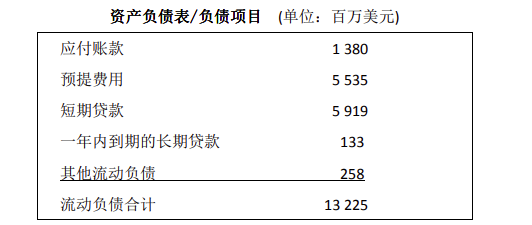 资产负债表/负债项目 (单位：百万美元)
应付账款 1 380
预提费用 5 535
短期贷款 5 919
一年内到期的长期贷款 133
其他流动负债 258
流动负债合计 13 225